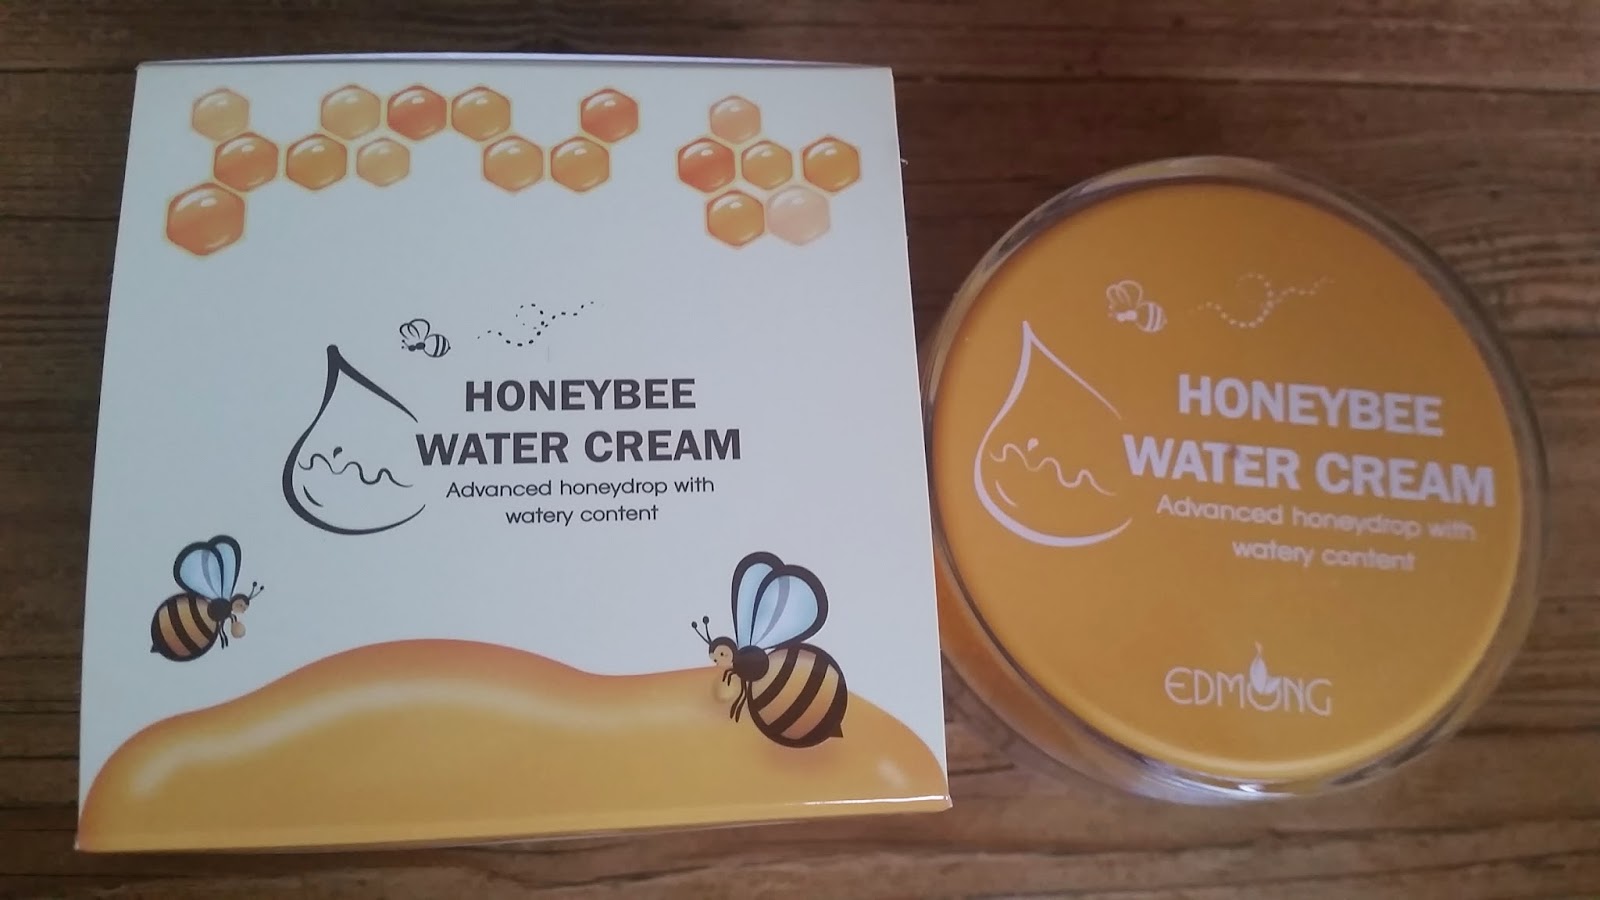 HONEYBEE
WATER CREAM
Advanced honeydrop with
watery content
HONEYBEE
WATER CREAM
Advanced honeydrop with
watery content
EDMONG